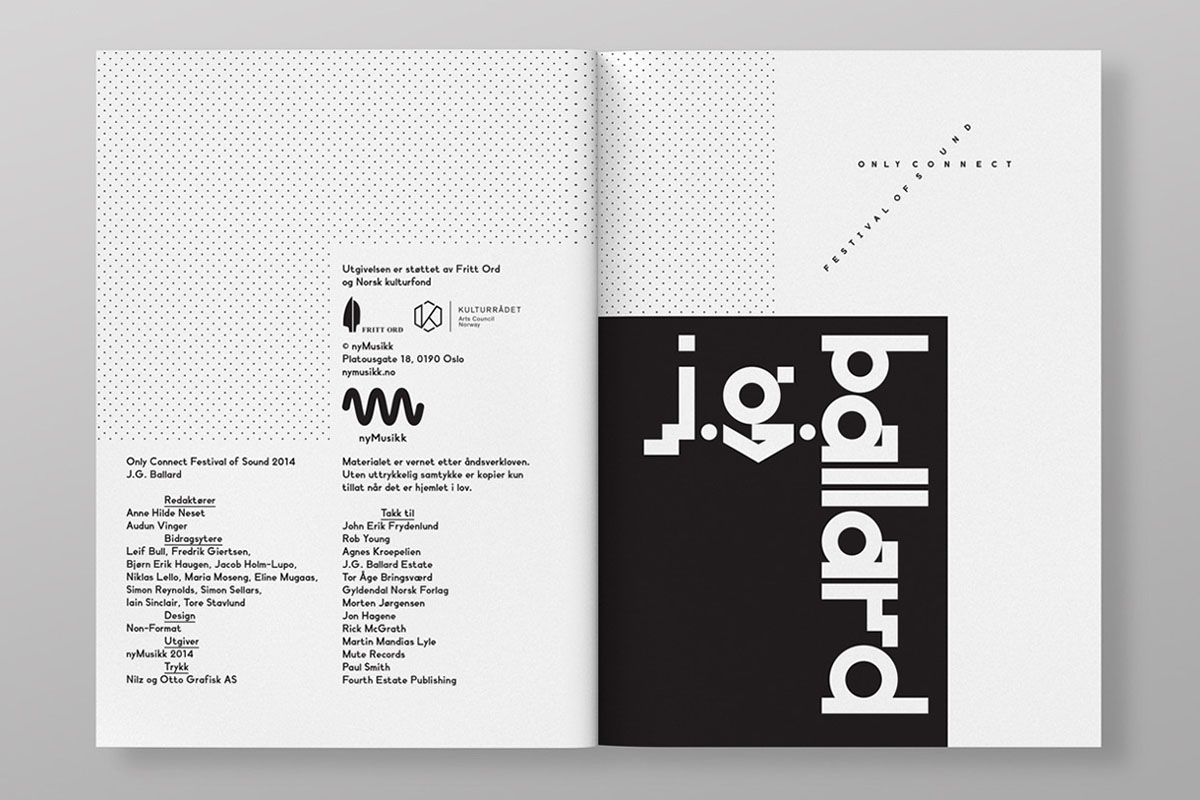 Utgivelsen er støttet av Fritt Ord
og Norsk kulturfond
FRITT ORD
KULTURRÅDET
Arts Council
Norway
© nyMusikk
Platousgate 18, 0190 Oslo
nymusikk.no
nyMusikk
Only Connect Festival of Sound 2014
J.G. Ballard
Redaktører
Anne Hilde Neset
Audun Vinger
Bidragsytere
Leif Bull, Fredrik Giertsen,
Bjørn Erik Haugen, Jacob Holm-Lupo,
Niklas Lello, Maria Moseng, Eline Mugaas,
Simon Reynolds, Simon Sellars,
Iain Sinclair, Tore Stavlund
Design
Non-Format
Utgiver
nyMusikk 2014
Trykk
Nilz og Otto Grafisk AS
Materialet er vernet etter åndsverkloven.
Uten uttrykkelig samtykke er kopier kun
tillat når det er hjemlet i lov.
Takk til
John Erik Frydenlund
Rob Young
Agnes Kroepelien
J.G. Ballard Estate
Tor Åge Bringsværd
Gyldendal Norsk Forlag
Morten Jørgensen
Jon Hagene
Rick McGrath
Martin Mandias Lyle
Mute Records
Paul Smith
Fourth Estate Publishing
ONLY CONNECT
FESTIVAL OF SOUND
j.g.
ballard